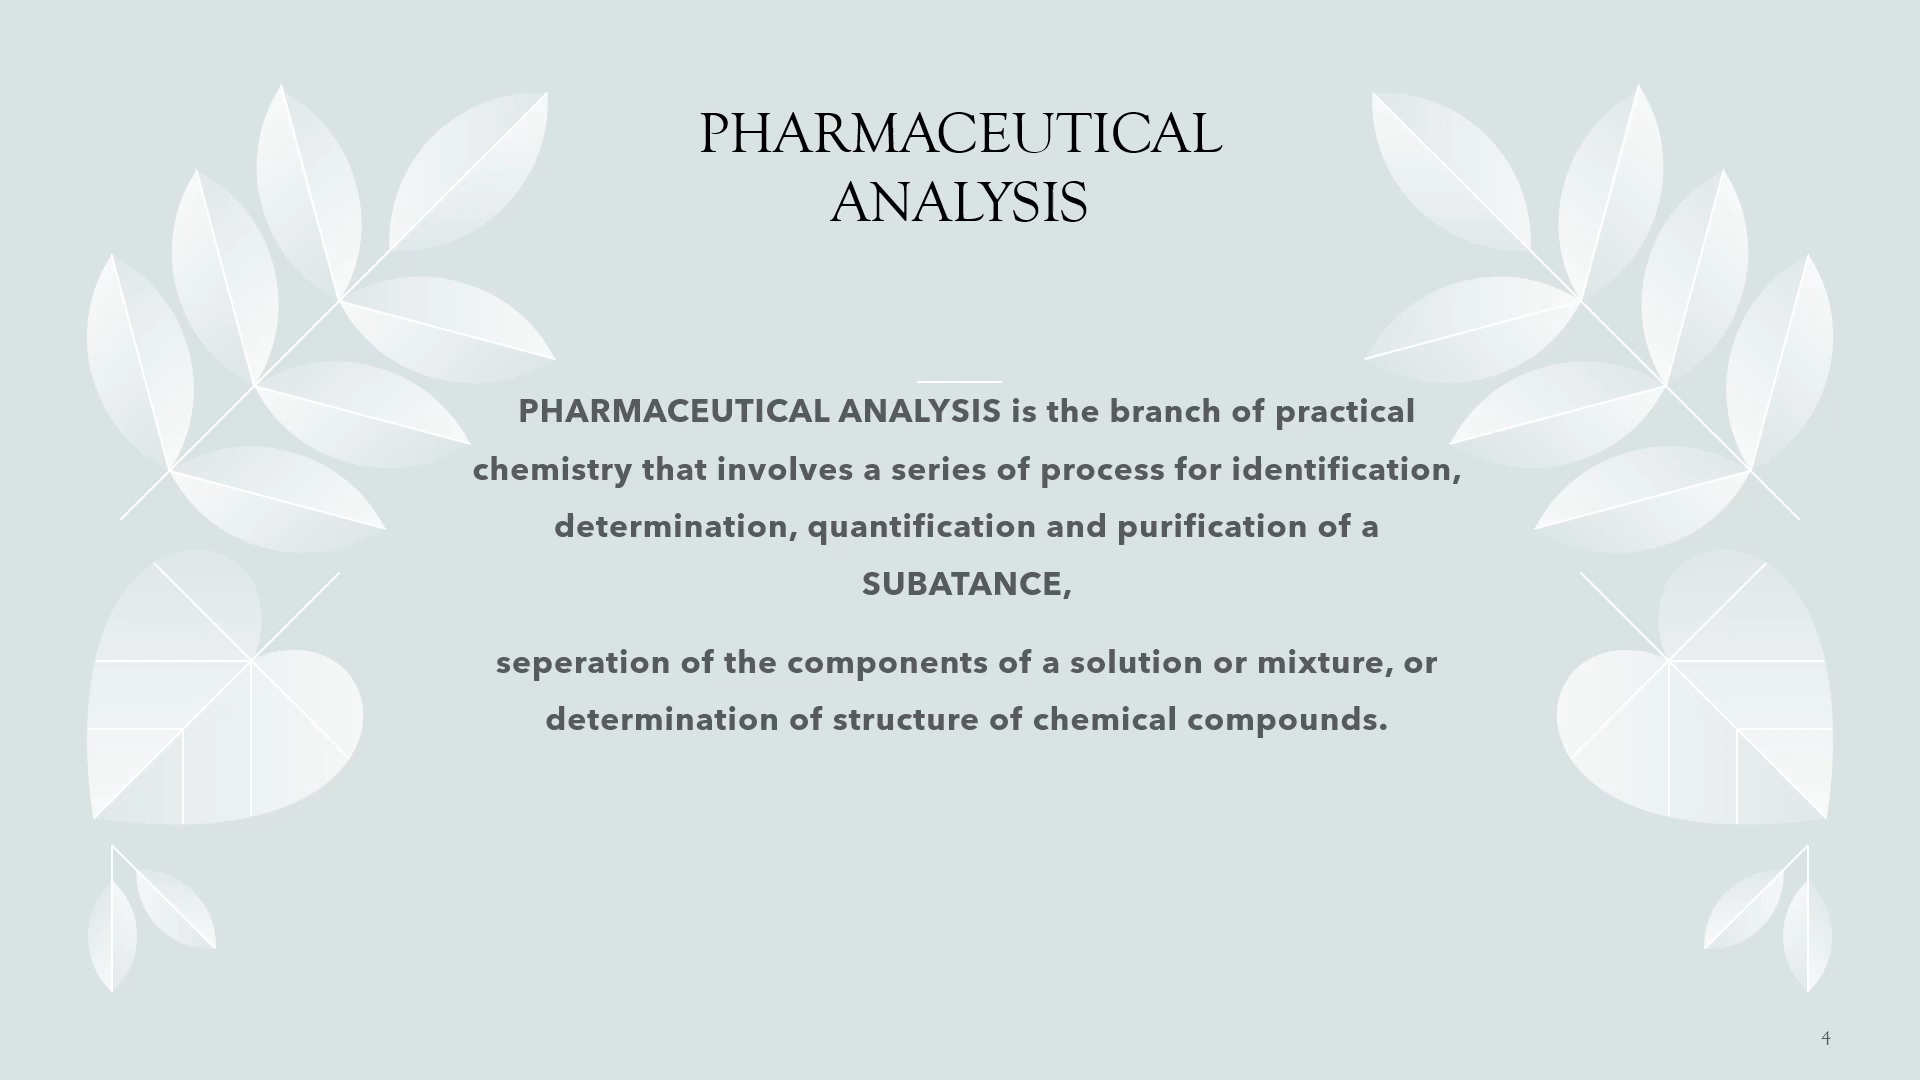 PHARMACEUTICAL
ANALYSIS
PHARMACEUTICAL ANALYSIS is the branch of practical
chemistry that involves a series of process for identification,
determination, quantification and purification of a
SUBATANCE,
seperation of the components of a solution or mixture, or
determination of structure of chemical compounds.
4